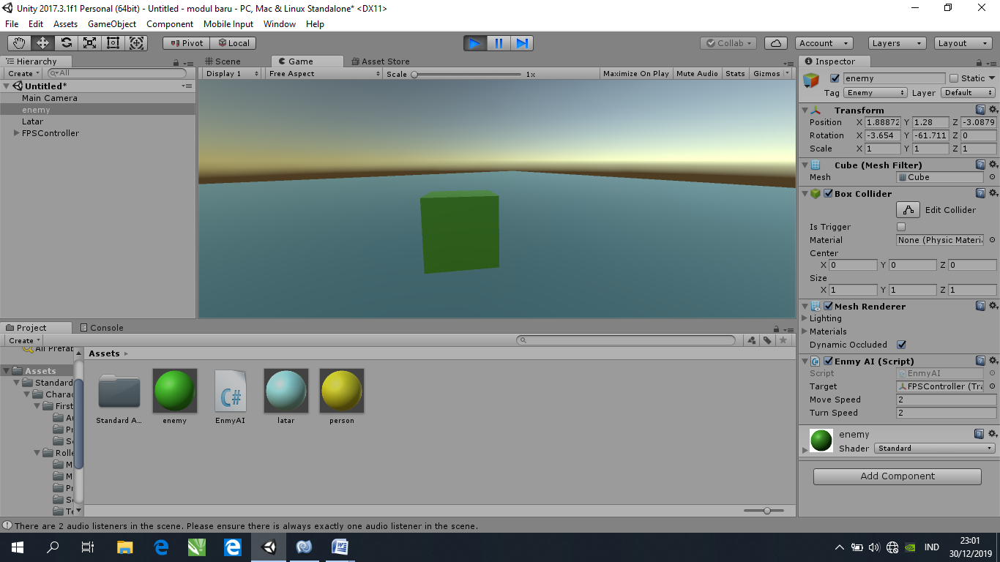 Unity 2017.3.1f1 Personal (64bit) - Untitled - modul baru - PC, Mac & Linux Standalone* <DX11>
File Edit Assets GameObject Component Mobile Input Window Help
Pivot Local Collab Account Layers Layout
Hierarchy
Create All
Untitled*
Main Camera
enemy
Latar
FPSController
Scene Game Asset Store
Display 1 Free Aspect Scale 1x Maximize On Play Mute Audio Stats Gizmos
Inspector
enemy Static
Tag Enemy Layer Default
Transform
Position X 1.88872 Y 1.28 Z -3.0879
Rotation X -3.654 Y -61.711 Z 0
Scale X 1 Y 1 Z 1
Cube (Mesh Filter)
Mesh Cube
Box Collider
Edit Collider
Is Trigger
Material None (Physic Materi
Center
X 0 Y 0 Z 0
Size
X 1 Y 1 Z 1
Mesh Renderer
Lighting
Materials
Dynamic Occluded
Enmy AI (Script)
Script EnmyAI
Target FPSController (Tra
Move Speed 2
Turn Speed 2
enemy
Shader Standard
Add Component
Project Console
Create
All Prefab
Assets
Standard
Charac
First
Au
Pr
Sc
Rolle
M
M
Pr
Sc
Te
Assets
Standard A... enemy EnmyAI latar person
C#
There are 2 audio listeners in the scene. Please ensure there is always exactly one audio listener in the scene.
IND
23:01
30/12/2019